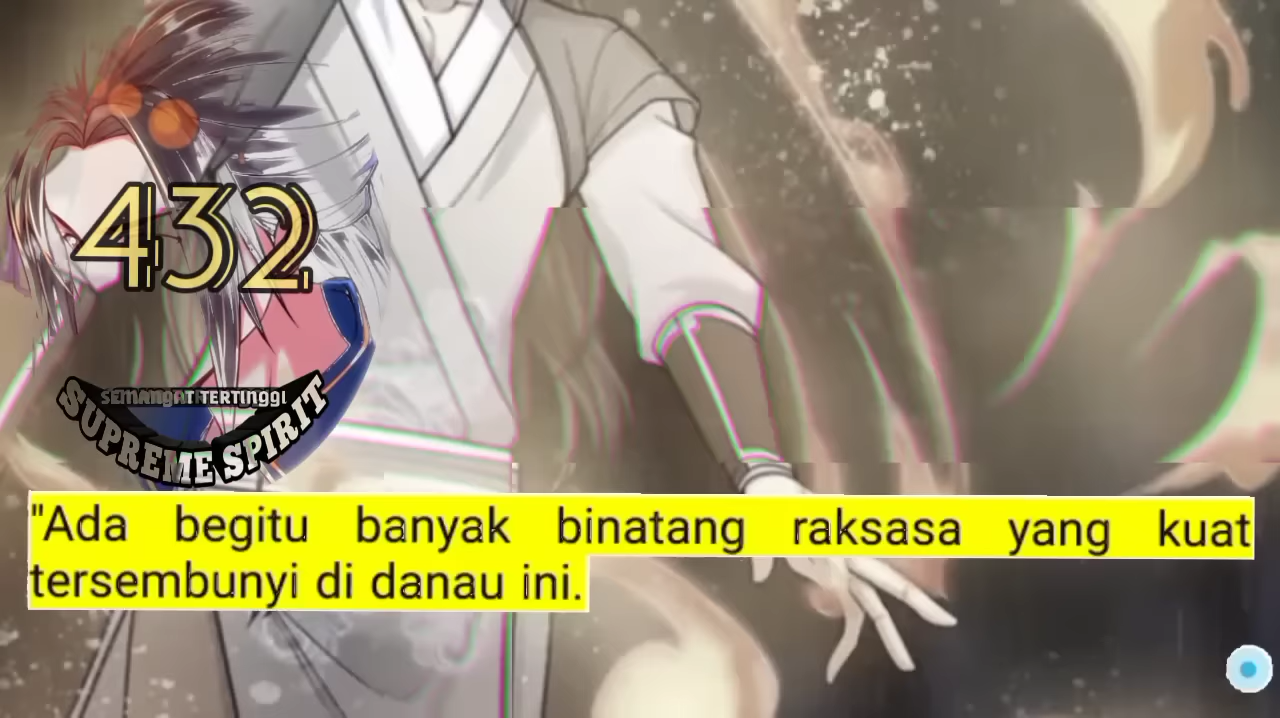 432
SEMANGAT TERTINGGI
SUPREME SPIRIT
"Ada begitu banyak binatang raksasa yang kuat
tersembunyi di danau ini.